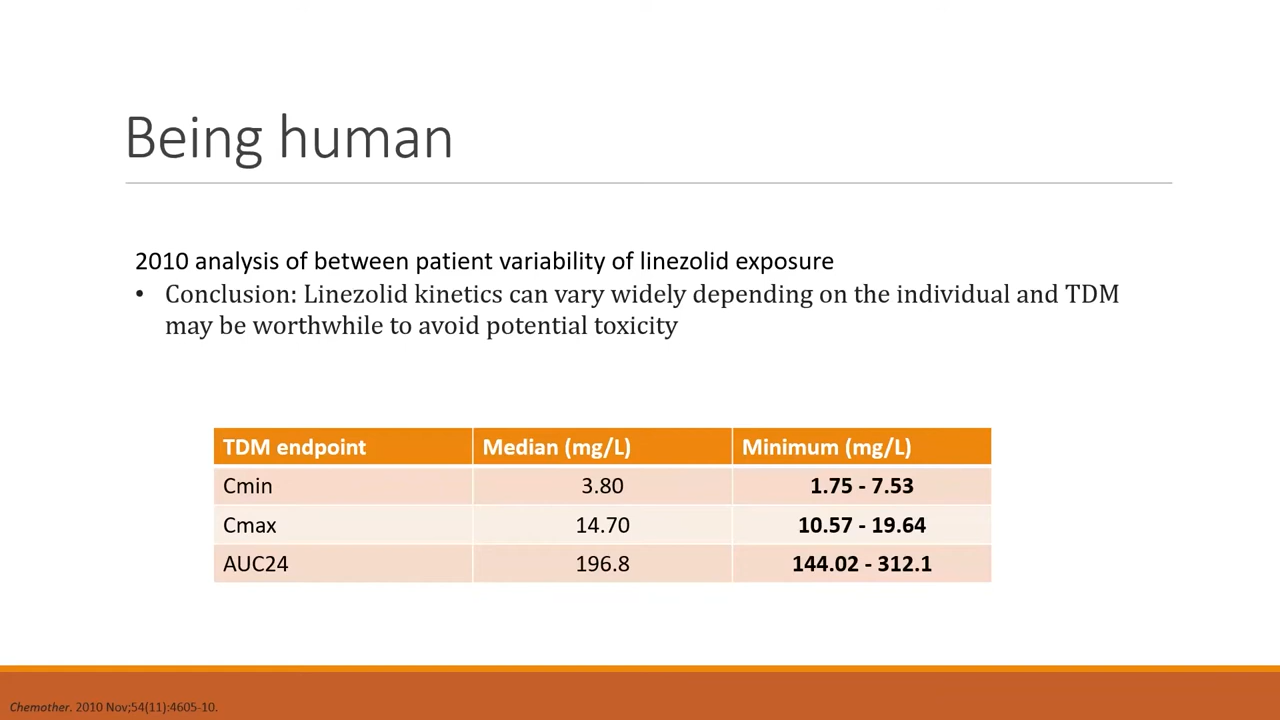 Being human
2010 analysis of between patient variability of linezolid exposure
• Conclusion: Linezolid kinetics can vary widely depending on the individual and TDM
may be worthwhile to avoid potential toxicity
TDM endpoint Median (mg/L) Minimum (mg/L)
Cmin 3.80 1.75 - 7.53
Cmax 14.70 10.57 - 19.64
AUC24 196.8 144.02 - 312.1
Chemother. 2010 Nov;54(11):4605-10.